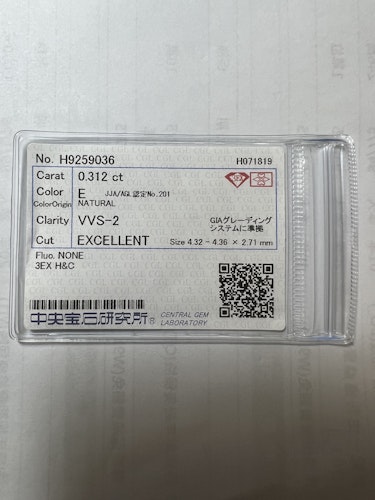 No. H9259036 H071819
Carat 0.312 ct
Color E JJA/AGL認定No.201
ColorOrigin NATURAL
Clarity VVS-2 GIAグレーディング
システムに準拠
Cut EXCELLENT Size 4.32 - 4.36 × 2.71 mm
Fluo. NONE
3EX·H&C
中央宝石研究所® CENTRAL GEM
LABORATORY